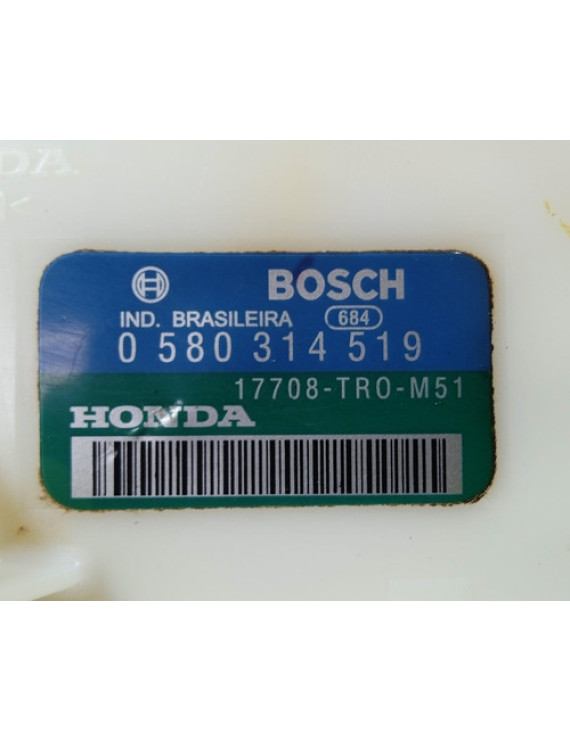 BOSCH
IND. BRASILEIRA 684
0 580 314 519
17708-TR0-M51
HONDA